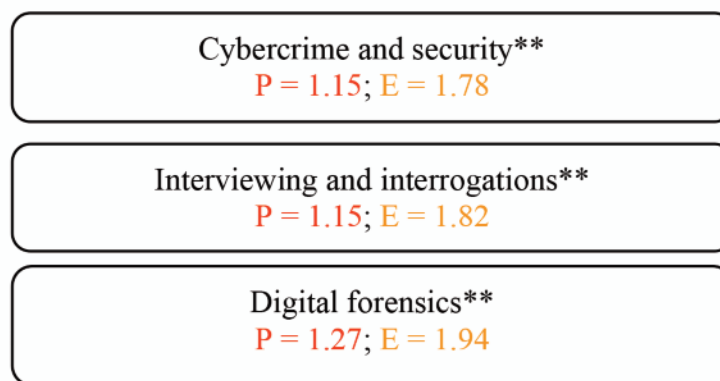 Cybercrime and security**
P = 1.15; E = 1.78
Interviewing and interrogations**
P = 1.15; E = 1.82
Digital forensics**
P = 1.27; E = 1.94